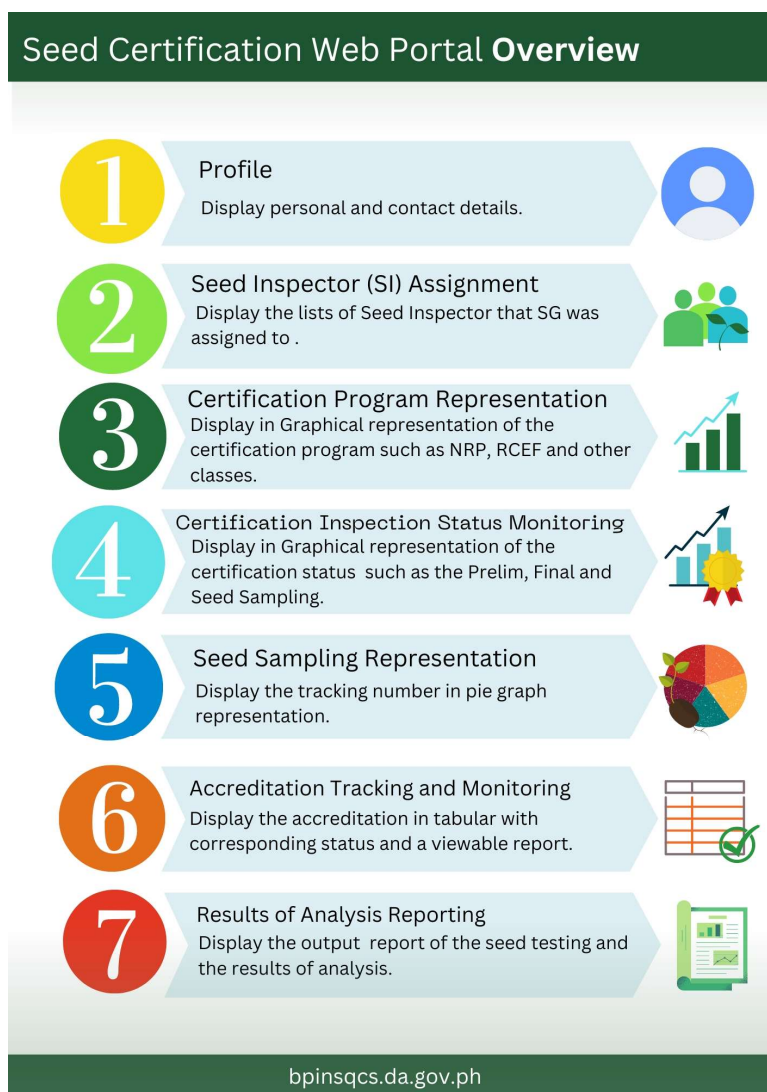 Seed Certification Web Portal Overview
1
Profile
Display personal and contact details.
2
Seed Inspector (SI) Assignment
Display the lists of Seed Inspector that SG was
assigned to .
3
Certification Program Representation
Display in Graphical representation of the
certification program such as NRP, RCEF and other
classes.
4
Certification Inspection Status Monitoring
Display in Graphical representation of the
certification status such as the Prelim, Final and
Seed Sampling.
5
Seed Sampling Representation
Display the tracking number in pie graph
representation.
6
Accreditation Tracking and Monitoring
Display the accreditation in tabular with
corresponding status and a viewable report.
7
Results of Analysis Reporting
Display the output report of the seed testing and
the results of analysis.
bpinsqcs.da.gov.ph